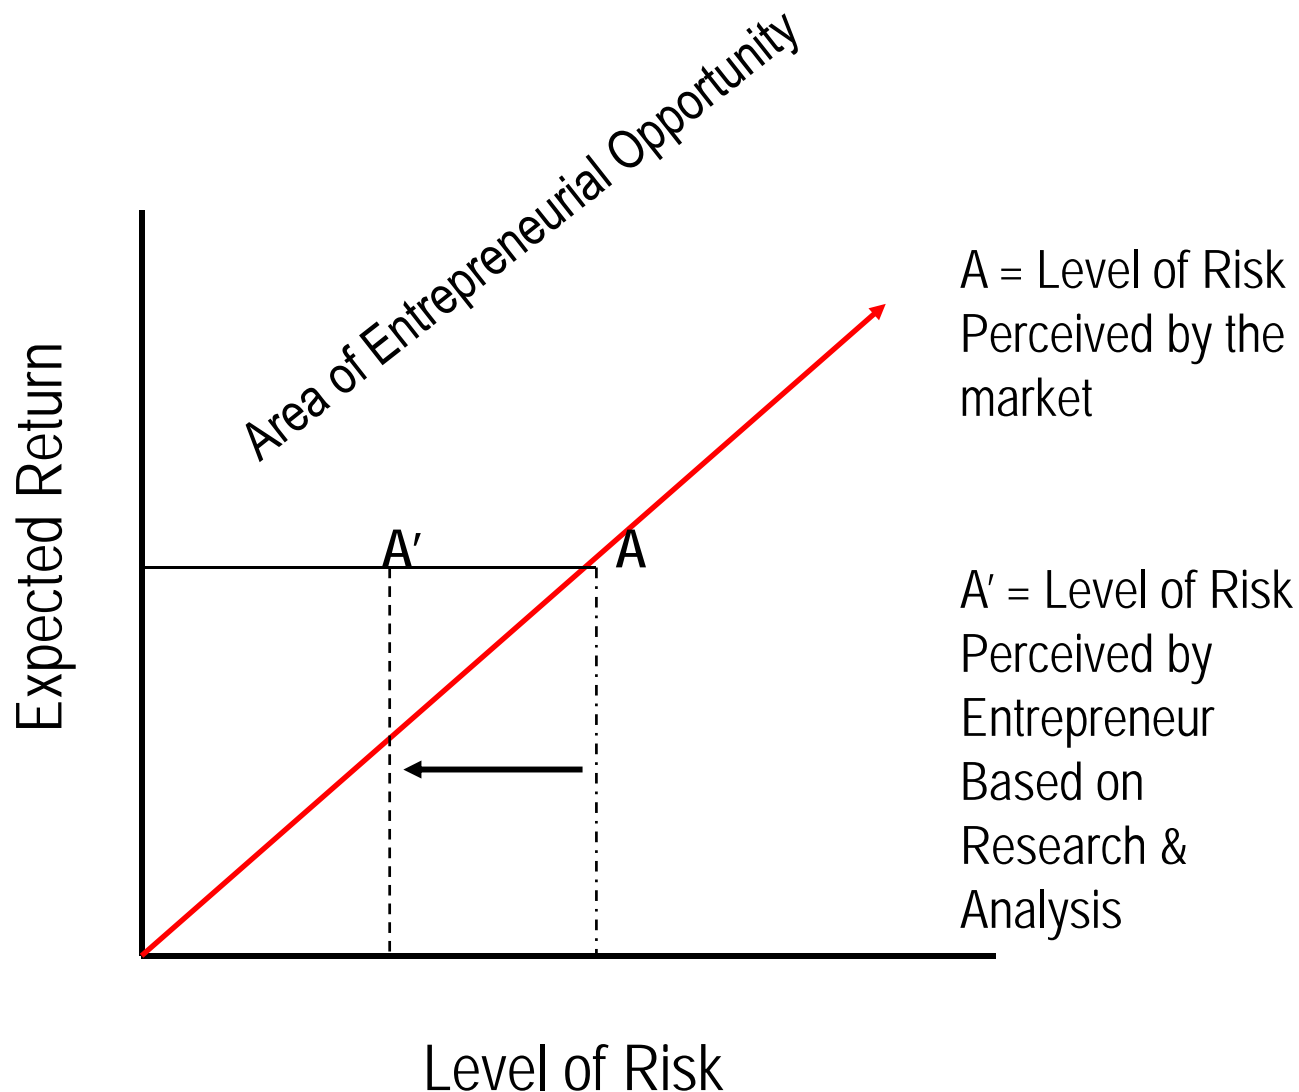 Area of Entrepreneurial Opportunity
Expected Return
A′
A
A = Level of Risk
Perceived by the
market
A′ = Level of Risk
Perceived by
Entrepreneur
Based on
Research &
Analysis
Level of Risk